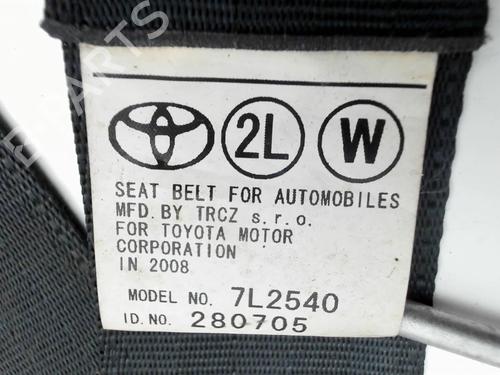 2L W
SEAT BELT FOR AUTOMOBILES
MFD. BY TRCZ s.r.o.
FOR TOYOTA MOTOR
CORPORATION
IN 2008
MODEL NO. 7L2540
ID. NO. 280705